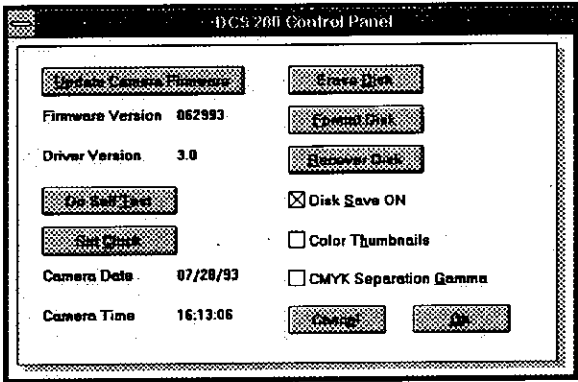 DCS 200 Control Panel
Update Camera Firmware
Firmware Version 062993
Driver Version 3.0
Do Self Test
Set Clock
Camera Date 07/20/93
Camera Time 16:13:06
Erase Disk
Format Disk
Recover Disk
Disk Save ON
Color Thumbnails
CMYK Separation Gamma
Cancel
OK